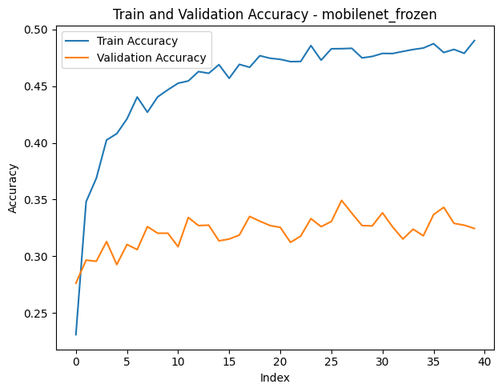 Train and Validation Accuracy - mobilenet_frozen
Train Accuracy
Validation Accuracy
0.50
0.45
0.40
0.35
0.30
0.25
Accuracy
0 5 10 15 20 25 30 35 40
Index